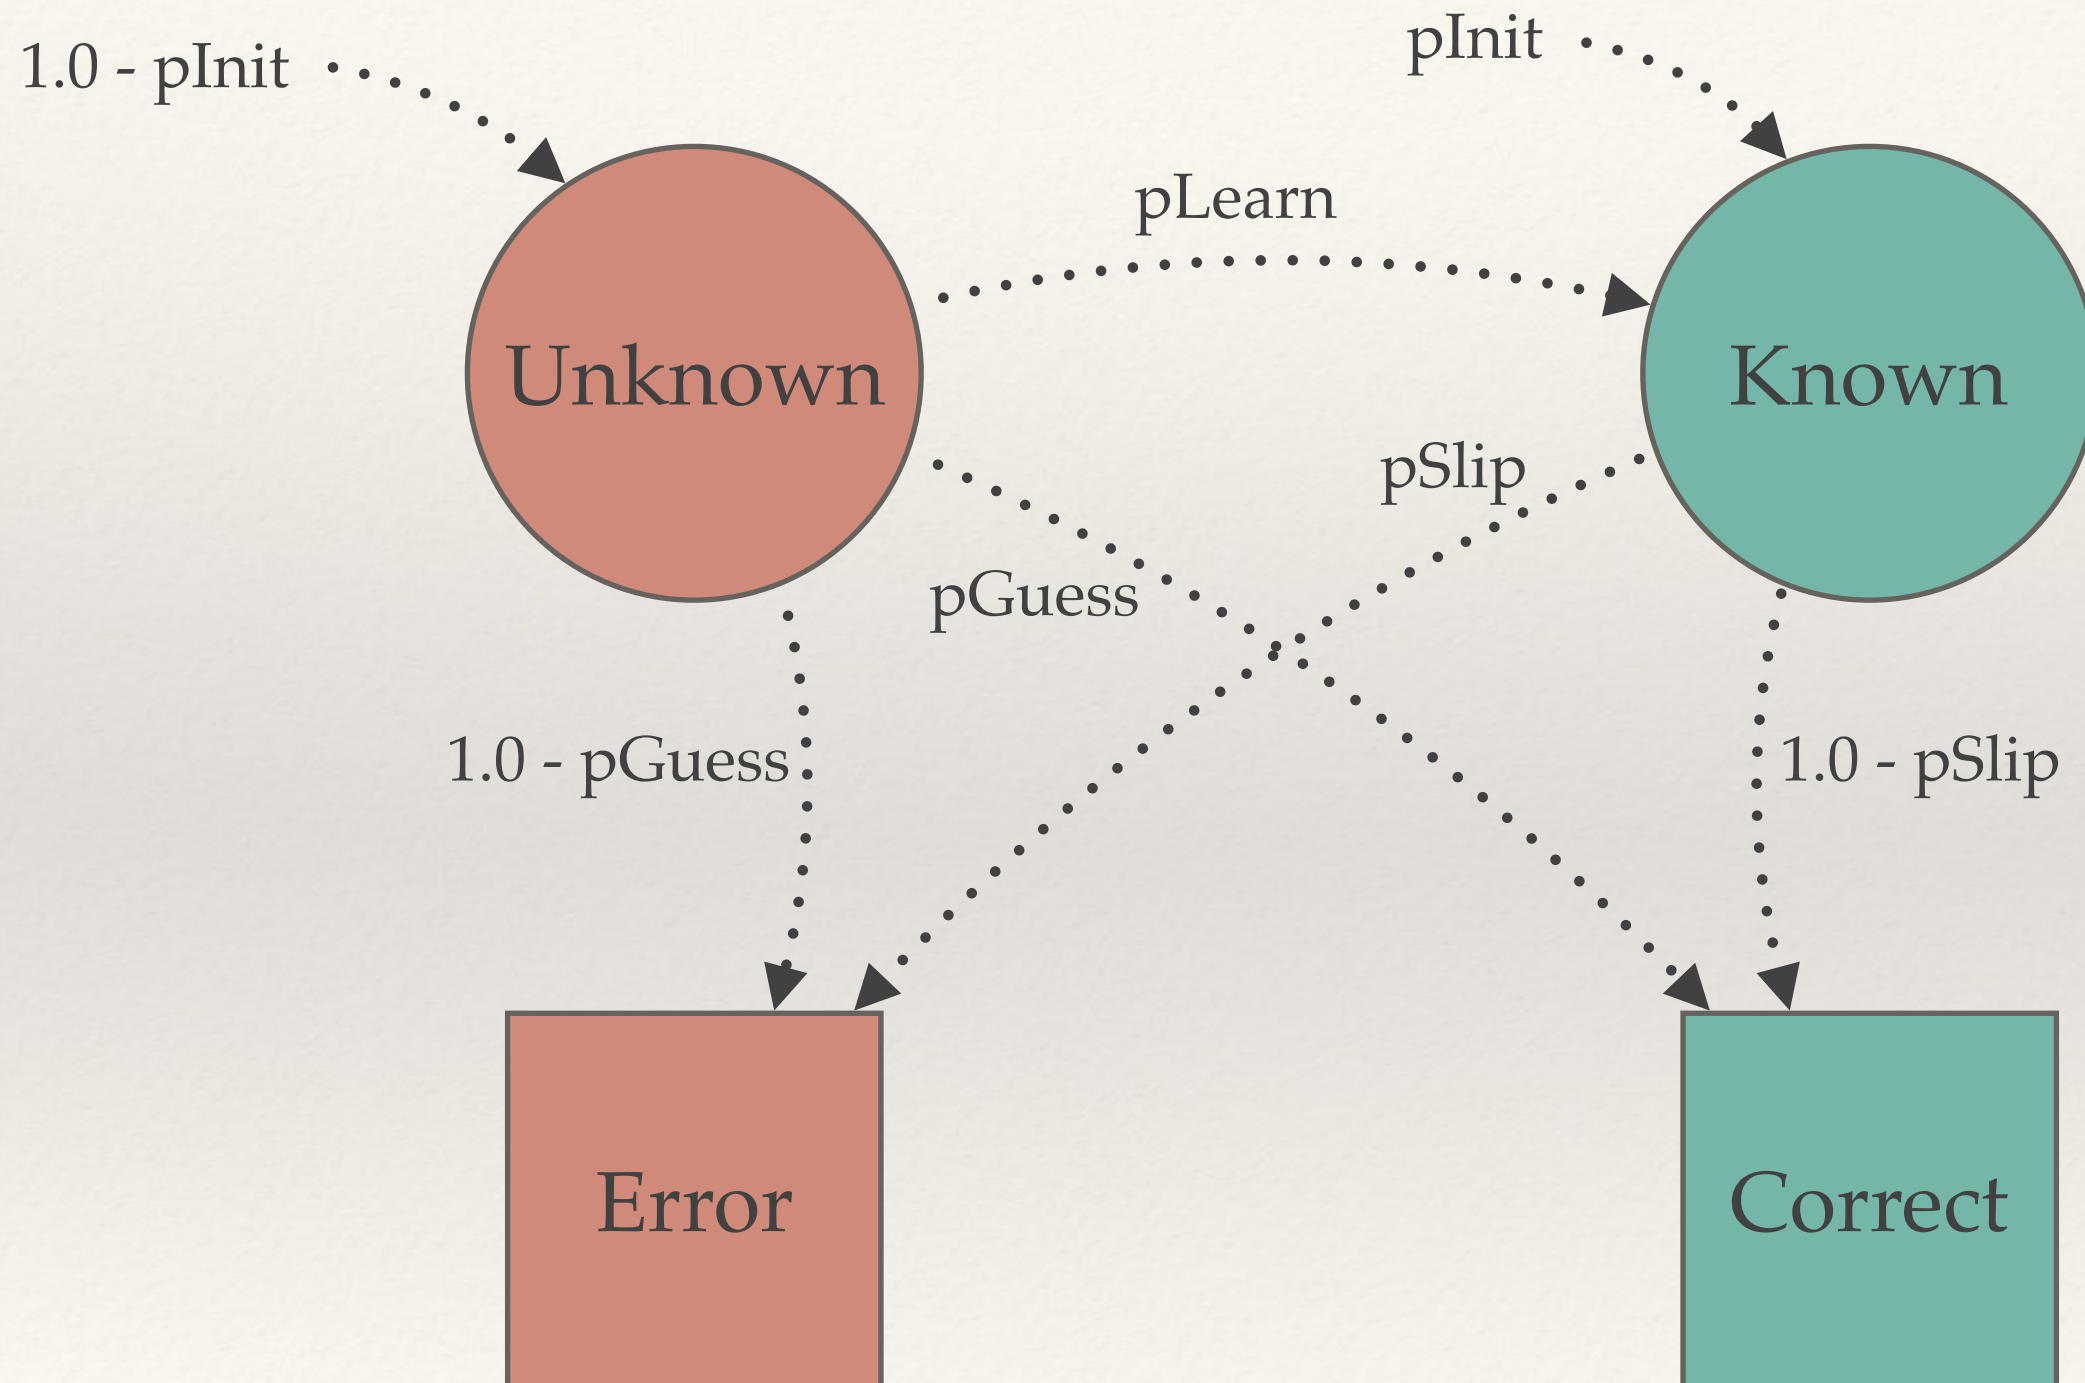 1.0 - pInit
pInit
pLearn
Unknown
Known
pSlip
pGuess
1.0 - pGuess
1.0 - pSlip
Error
Correct